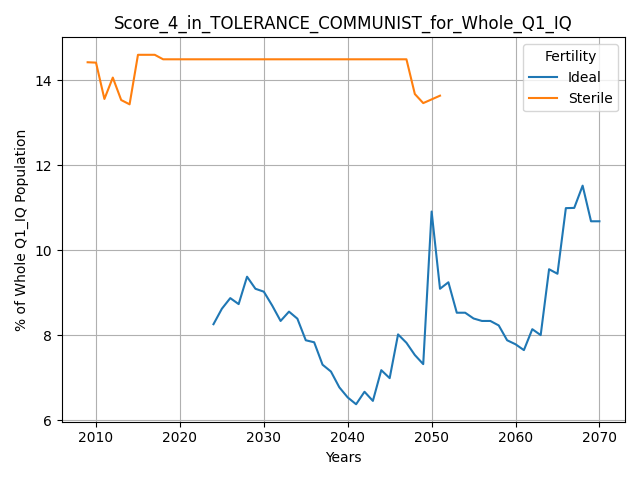 Score_4_in_TOLERANCE_COMMUNIST_for_Whole_Q1_IQ
Fertility
Ideal
Sterile
% of Whole Q1_IQ Population
14
12
10
8
6
2010 2020 2030 2040 2050 2060 2070
Years